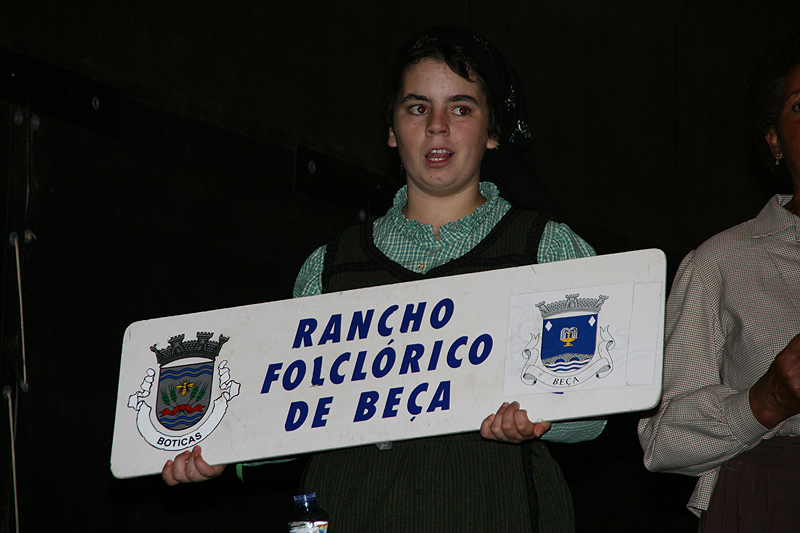 RANCHO
FOLCLÓRICO
DE BEÇA
BOTICAS
BEÇA